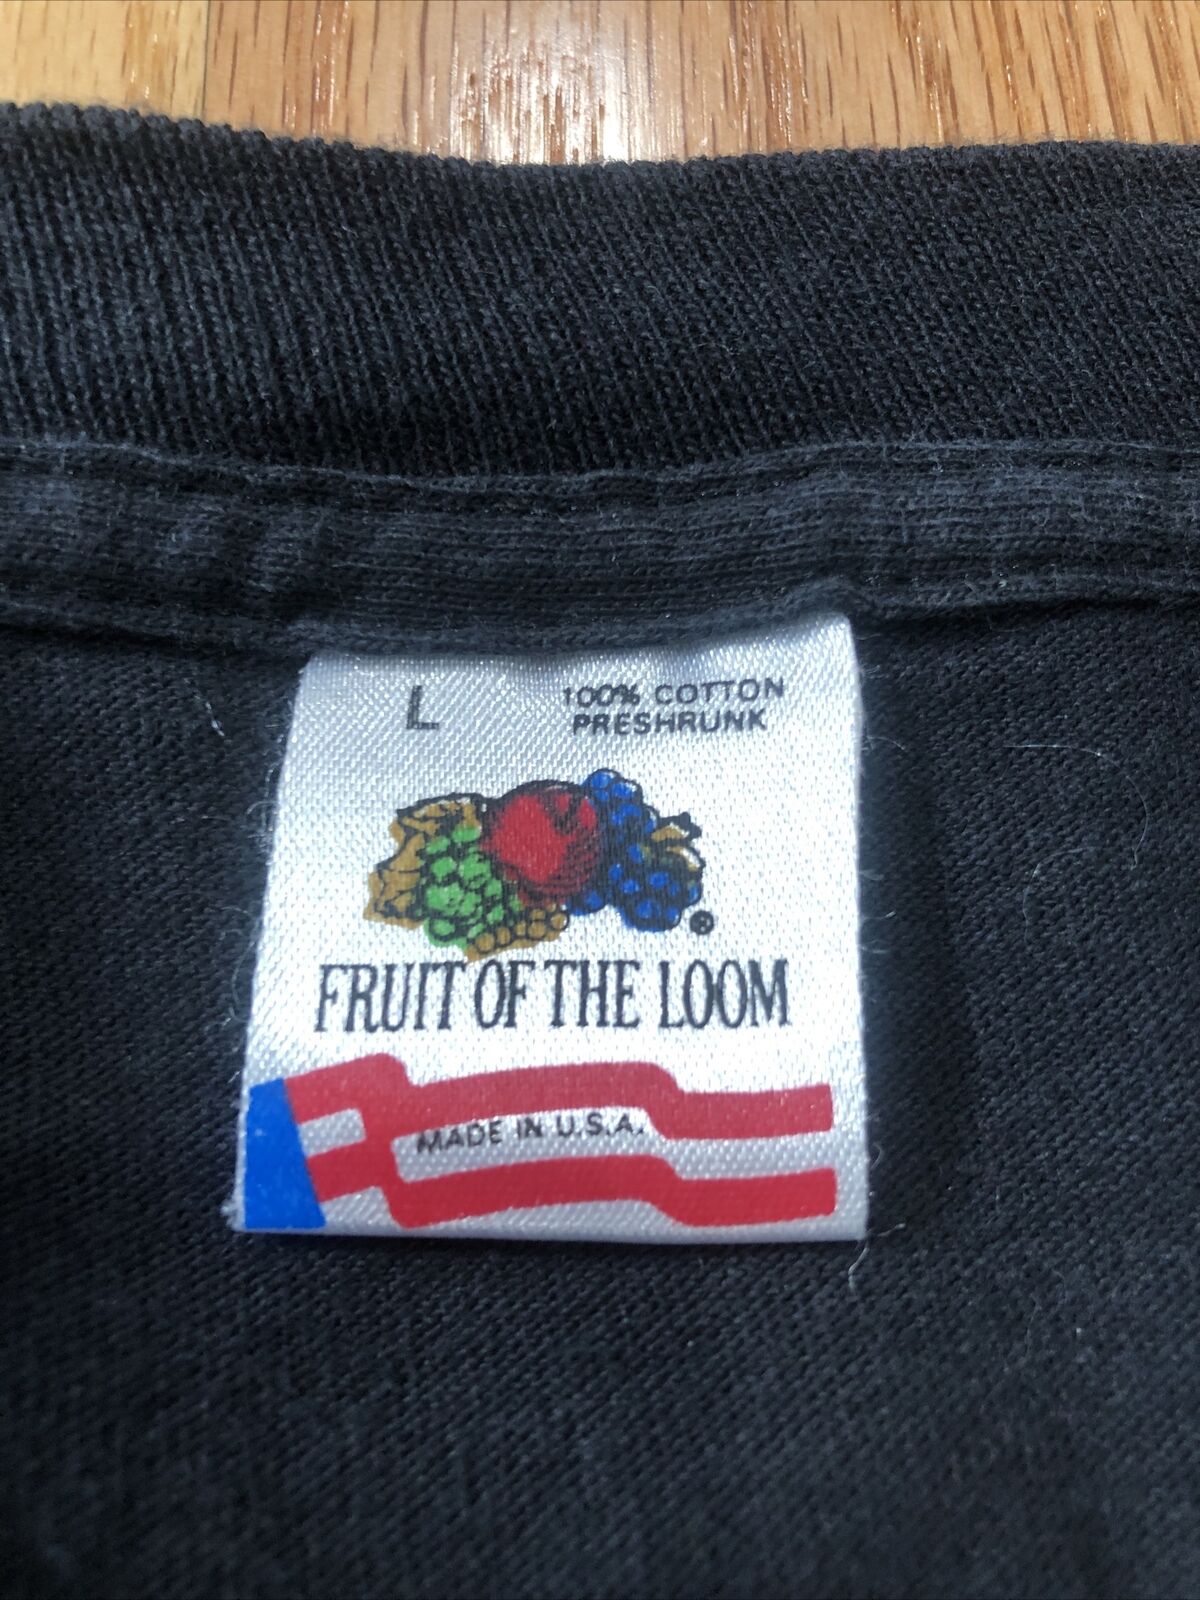 L
100% COTTON
PRESHRUNK
®
FRUIT OF THE LOOM
MADE IN U.S.A.